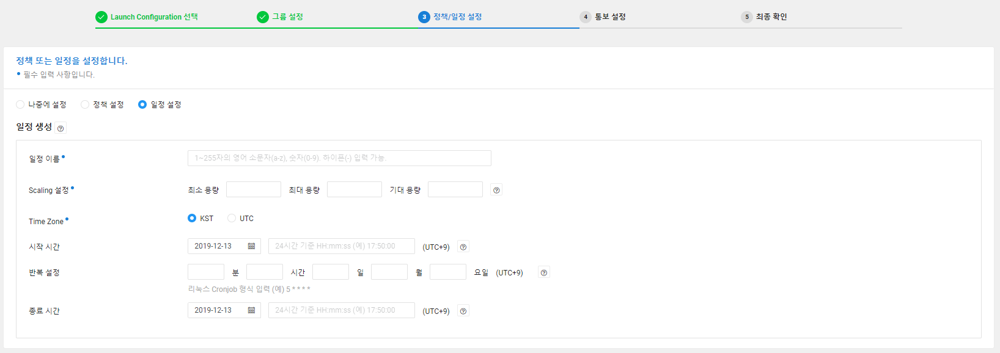 Launch Configuration 선택 그룹 설정 3 정책/일정 설정 4 통보 설정 5 최종 확인
정책 또는 일정을 설정합니다.
필수 입력 사항입니다.
나중에 설정 정책 설정 일정 설정
일정 생성 ?
일정 이름 1~255자의 영어 소문자(a-z), 숫자(0-9). 하이픈(-) 입력 가능.
Scaling 설정 최소 용량 최대 용량 기대 용량 ?
Time Zone KST UTC
시작 시간 2019-12-13 24시간 기준 HH:mm:ss (예) 17:50:00 (UTC+9) ?
반복 설정 분 시간 일 월 요일 (UTC+9) ?
리눅스 Cronjob 형식 입력 (예) 5 * * * *
종료 시간 2019-12-13 24시간 기준 HH:mm:ss (예) 17:50:00 (UTC+9) ?